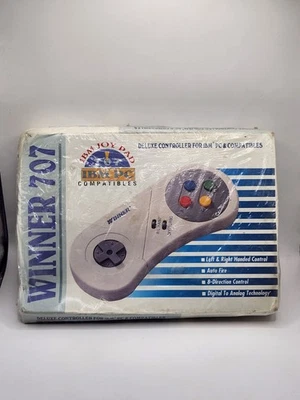 WINNER 707
IBM JOY PAD
IBM PC
COMPATIBLES
DELUXE CONTROLLER FOR IBM PC & COMPATIBLES
WINNER
Left & Right Handed Control
Auto Fire
8-Direction Control
Digital To Analog Technology